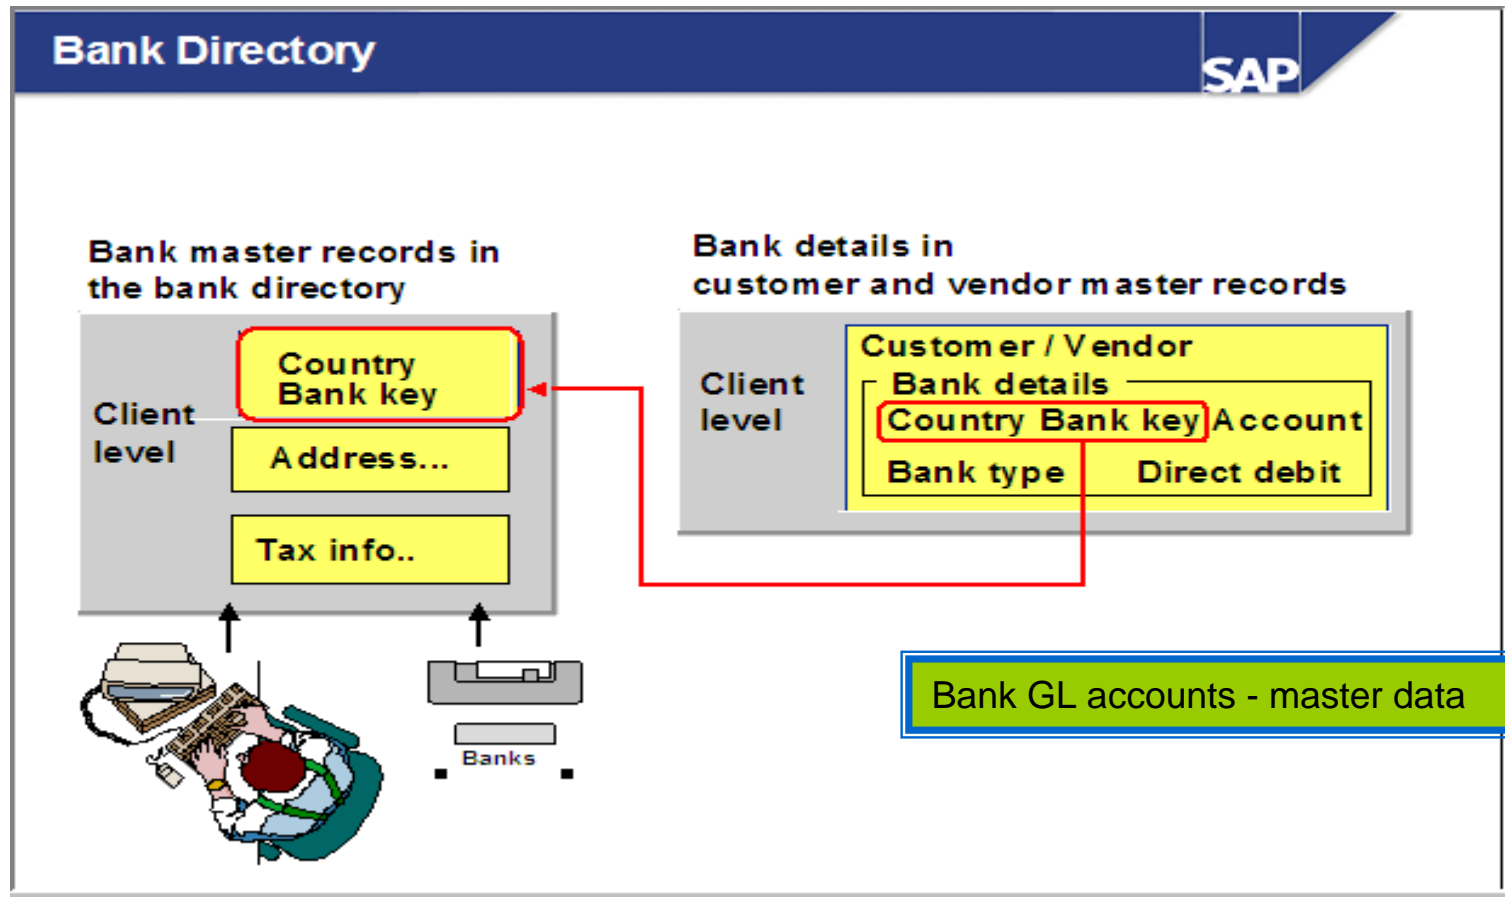 Bank Directory
SAP
Bank master records in
the bank directory
Client
level
Country
Bank key
Address...
Tax info..
Banks
Bank details in
customer and vendor master records
Client
level
Customer / Vendor
Bank details
Country Bank key Account
Bank type Direct debit
Bank GL accounts - master data